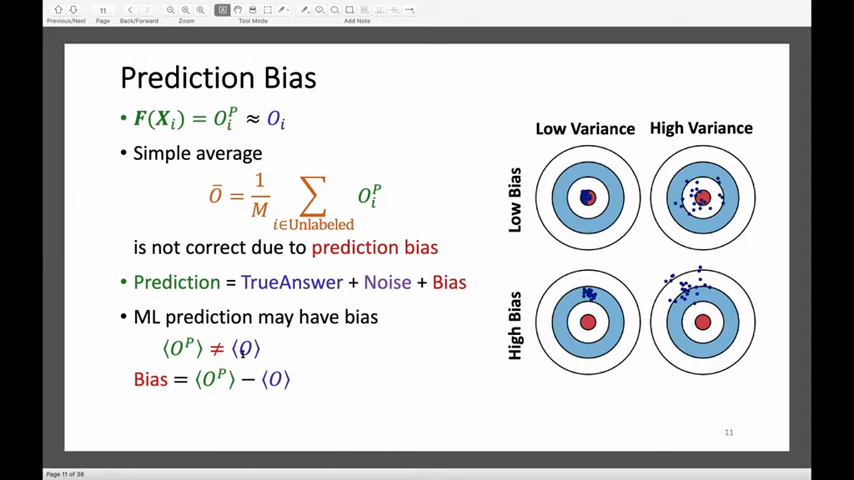 11
Previous/Next
Page
Back/Forward
Zoom
Tool Mode
Add Note
Prediction Bias
• F(Xᵢ) = Oᵢᴾ ≈ Oᵢ
• Simple average
Ō = 1/M ∑ i∈Unlabeled Oᵢᴾ
is not correct due to prediction bias
• Prediction = TrueAnswer + Noise + Bias
• ML prediction may have bias
⟨Oᴾ⟩ ≠ ⟨O⟩
Bias = ⟨Oᴾ⟩ − ⟨O⟩
Low Variance
High Variance
Low Bias
High Bias
11
Page 11 of 38